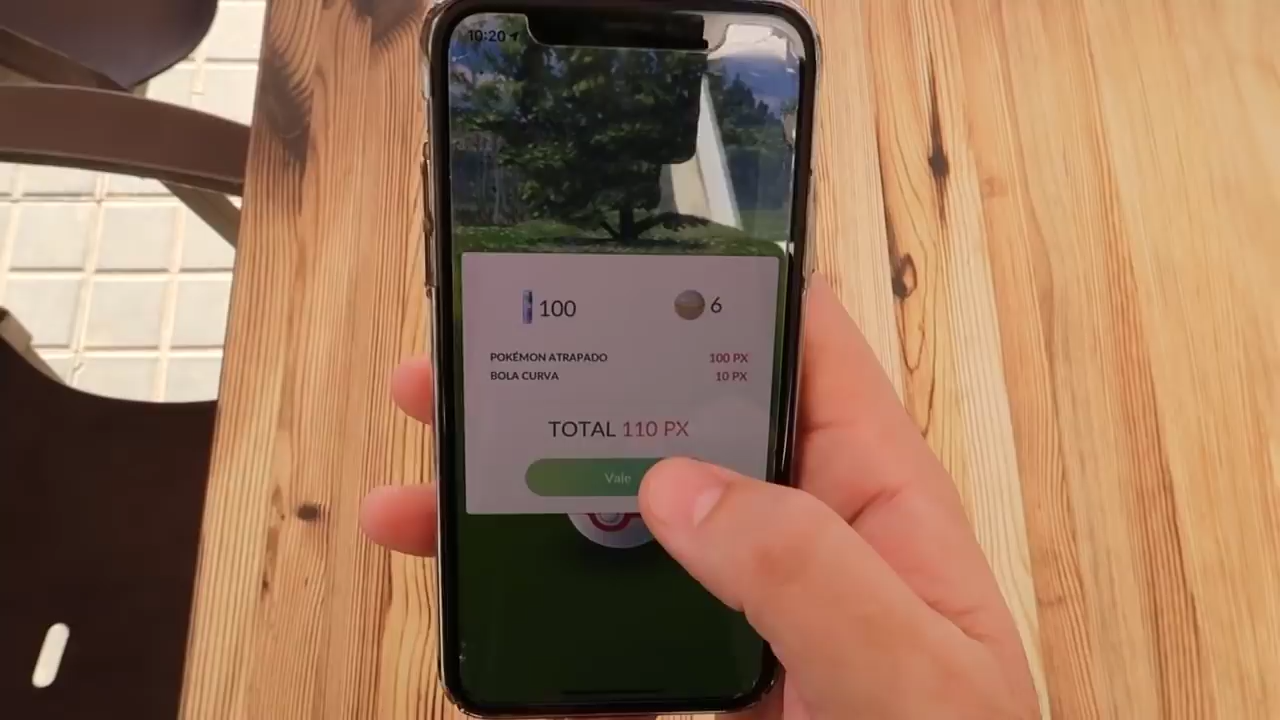 10:20
100
6
POKÉMON ATRAPADO 100 PX
BOLA CURVA 10 PX
TOTAL 110 PX
Vale